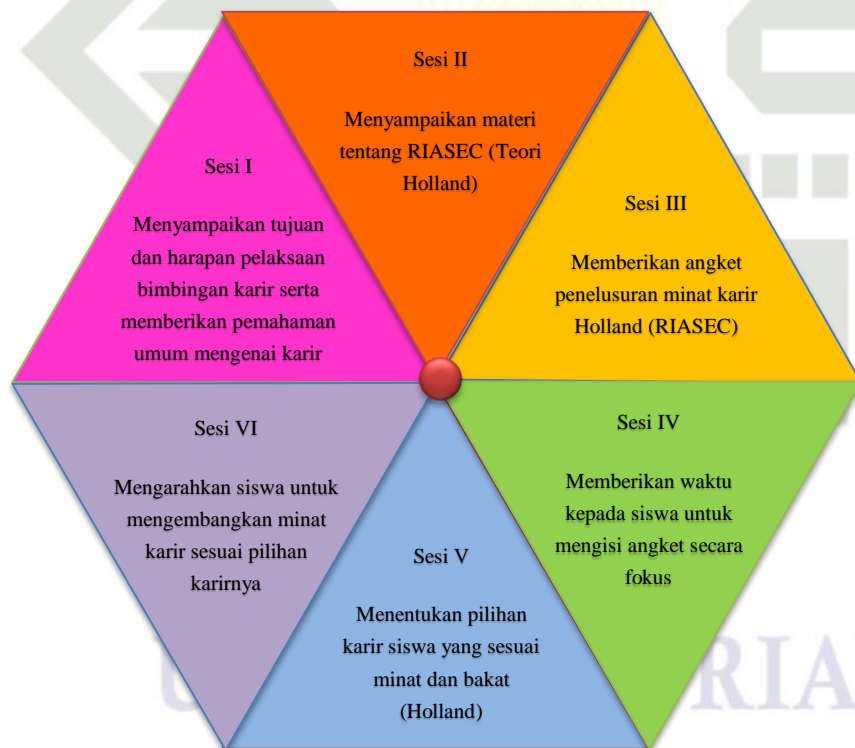 Sesi I
Menyampaikan tujuan
dan harapan pelaksaan
bimbingan karir serta
memberikan pemahaman
umum mengenai karir
Sesi II
Menyampaikan materi
tentang RIASEC (Teori
Holland)
Sesi III
Memberikan angket
penelusuran minat karir
Holland (RIASEC)
Sesi IV
Memberikan waktu
kepada siswa untuk
mengisi angket secara
fokus
Sesi V
Menentukan pilihan
karir siswa yang sesuai
minat dan bakat
(Holland)
Sesi VI
Mengarahkan siswa untuk
mengembangkan minat
karir sesuai pilihan
karirnya